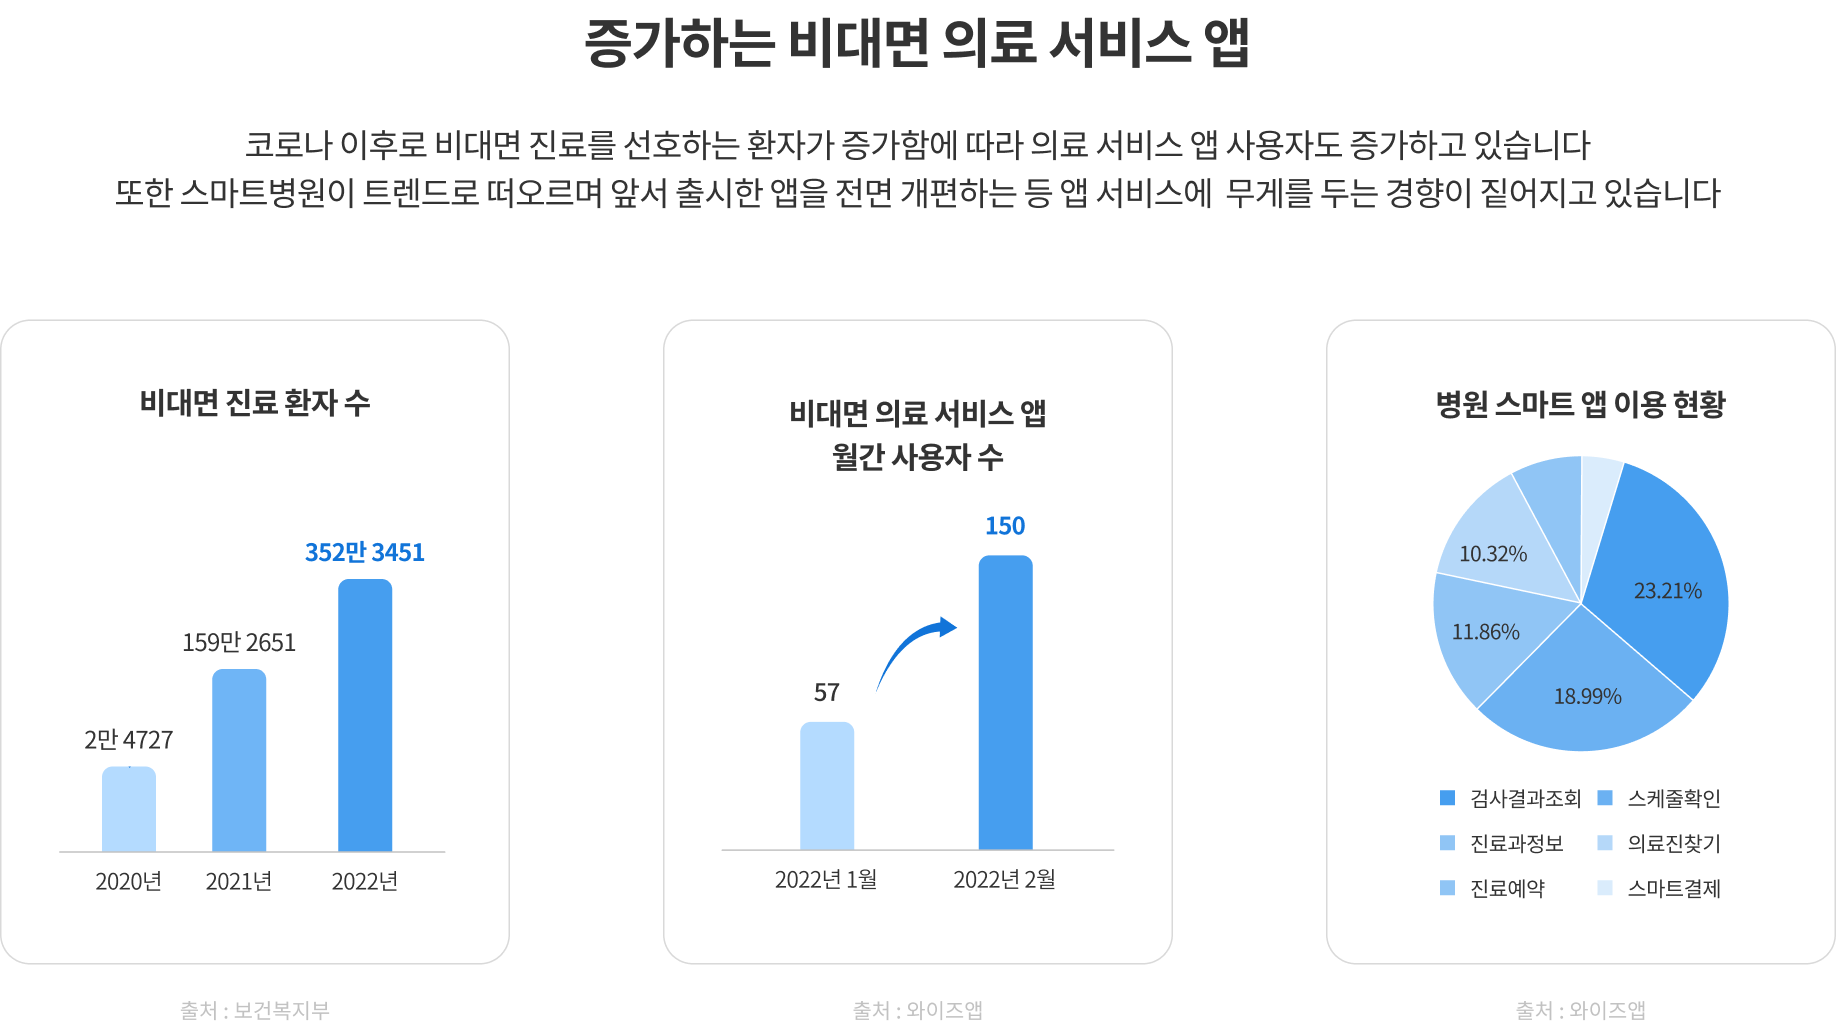 증가하는 비대면 의료 서비스 앱
코로나 이후로 비대면 진료를 선호하는 환자가 증가함에 따라 의료 서비스 앱 사용자도 증가하고 있습니다
또한 스마트병원이 트렌드로 떠오르며 앞서 출시한 앱을 전면 개편하는 등 앱 서비스에 무게를 두는 경향이 짙어지고 있습니다
비대면 진료 환자 수
352만 3451
159만 2651
2만 4727
2020년
2021년
2022년
출처 : 보건복지부
비대면 의료 서비스 앱
월간 사용자 수
150
57
2022년 1월
2022년 2월
출처 : 와이즈앱
병원 스마트 앱 이용 현황
10.32%
23.21%
11.86%
18.99%
검사결과조회
스케줄확인
진료과정보
의료진찾기
진료예약
스마트결제
출처 : 와이즈앱